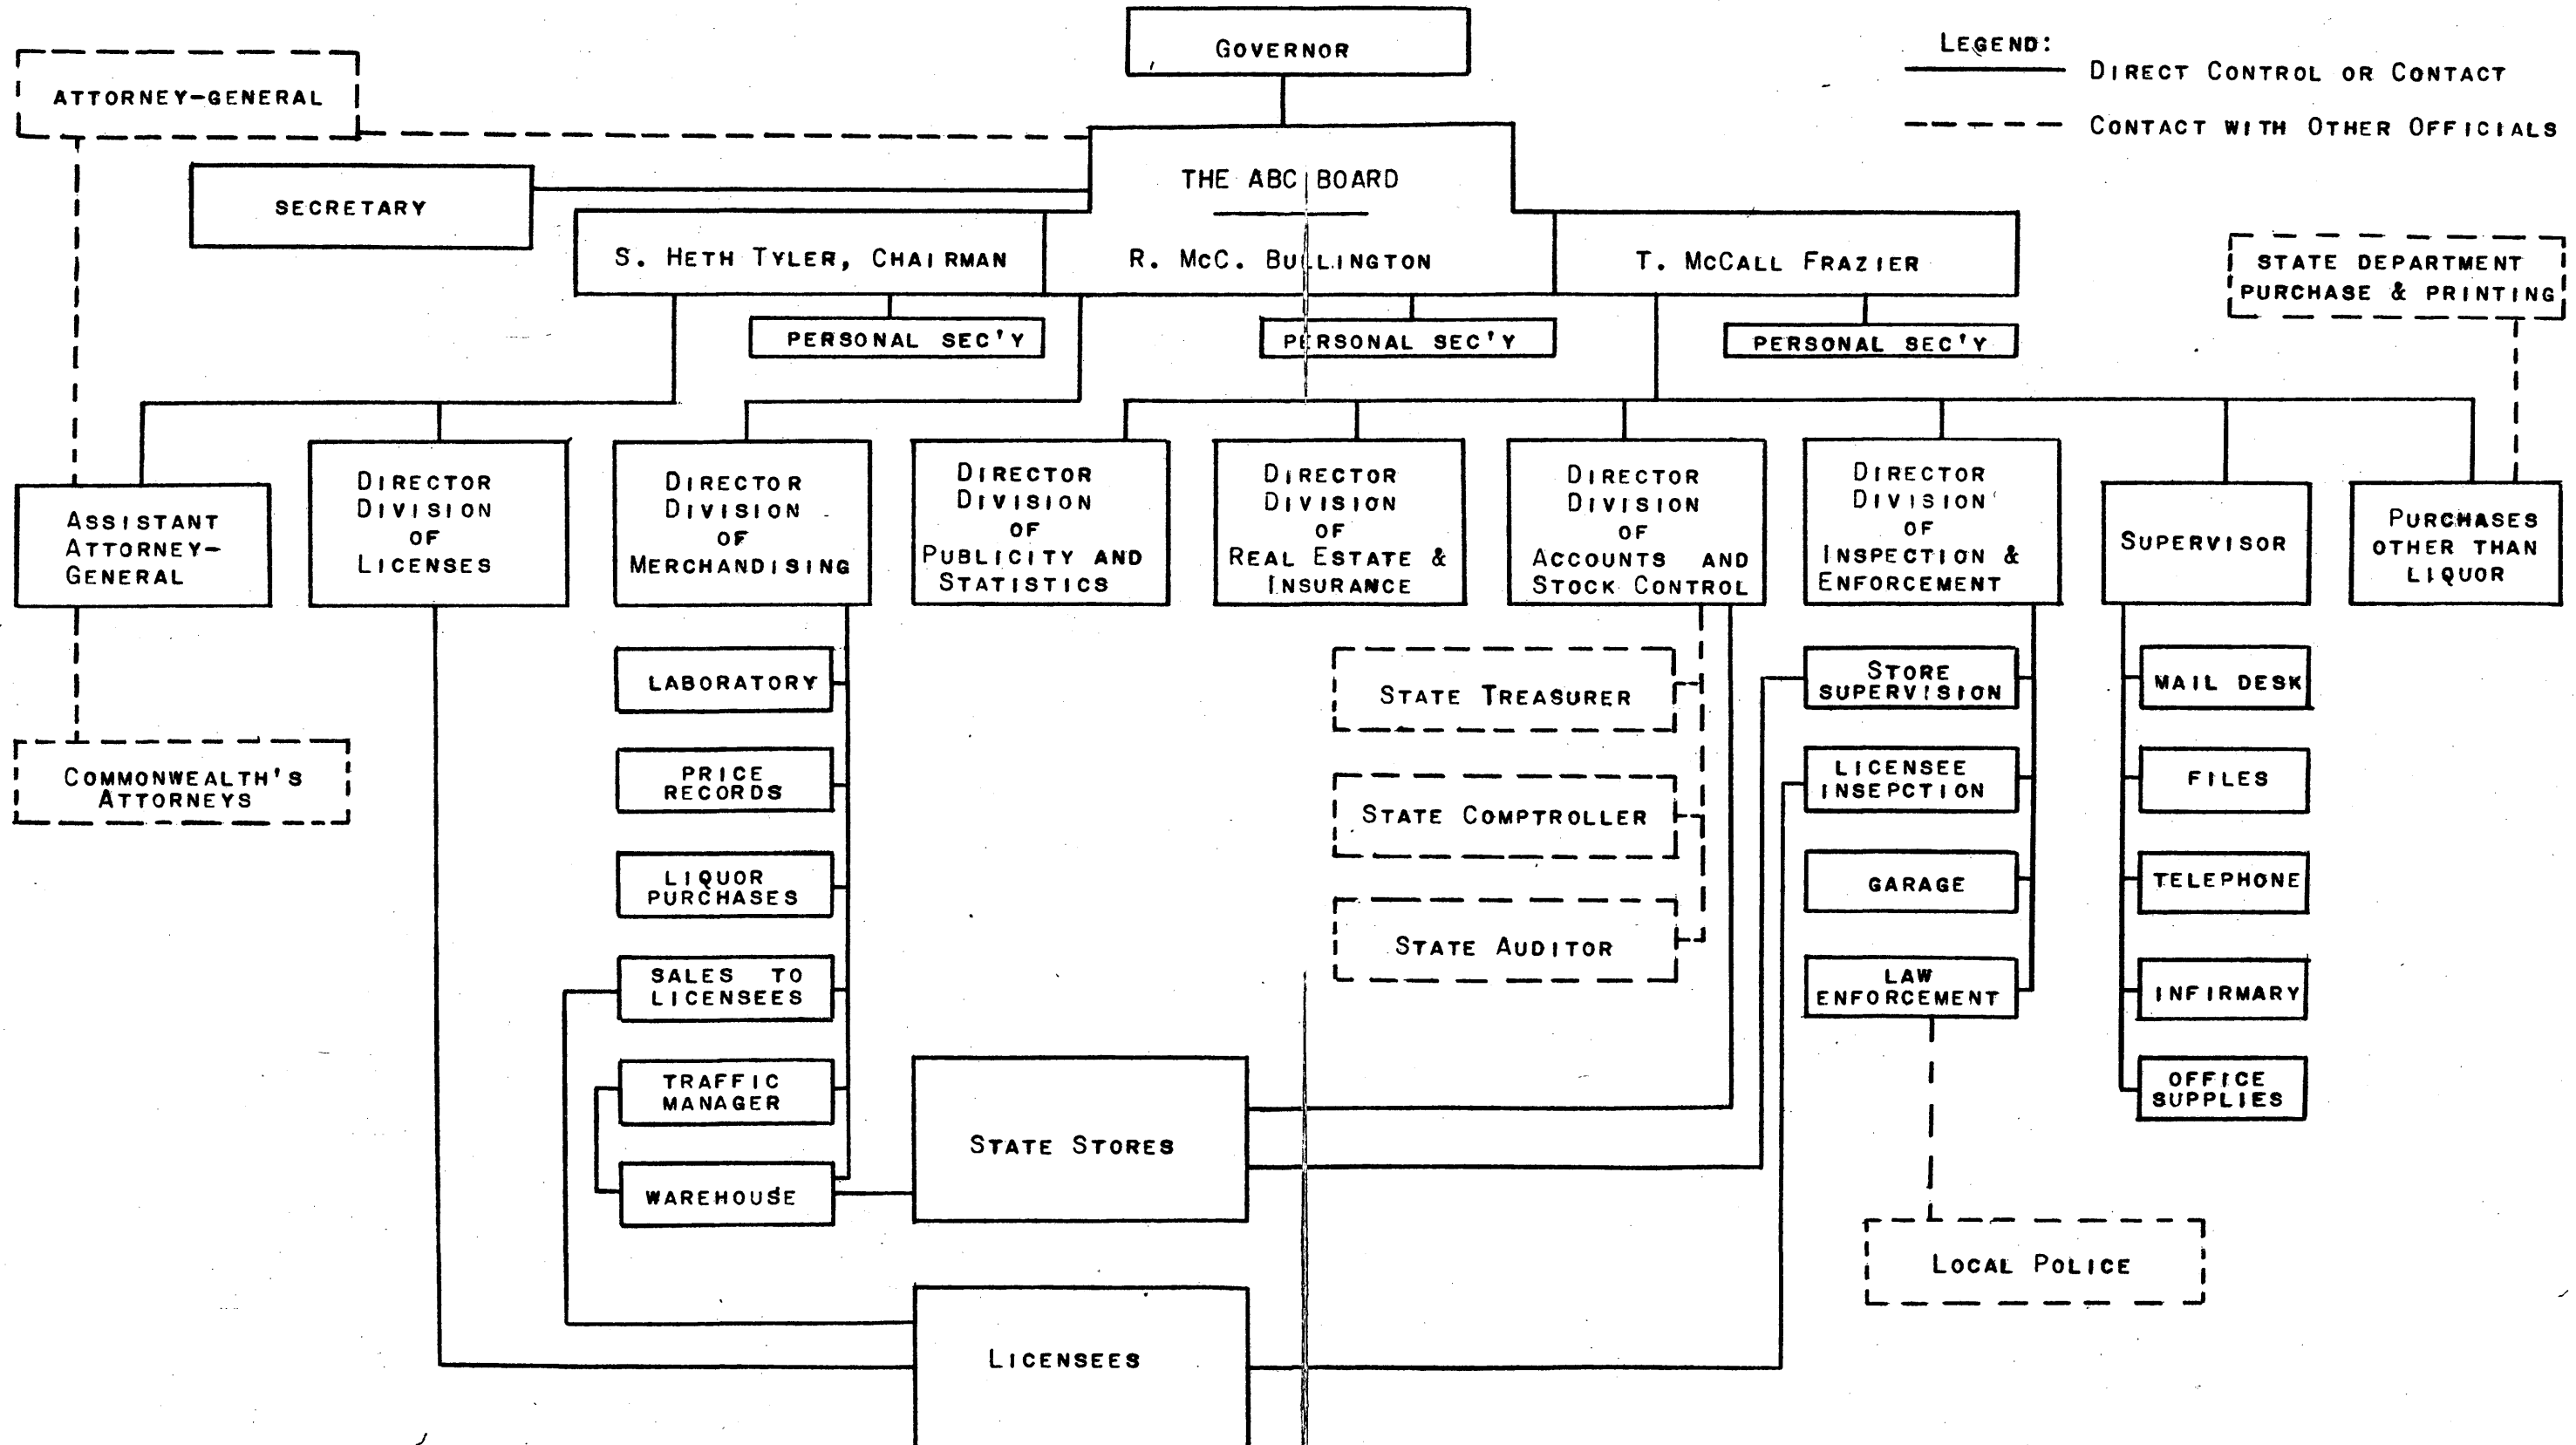 GOVERNOR
LEGEND:
DIRECT CONTROL OR CONTACT
CONTACT WITH OTHER OFFICIALS
ATTORNEY-GENERAL
THE ABC BOARD
SECRETARY
S. HETH TYLER, CHAIRMAN
R. MCC. BULLINGTON
T. MCCALL FRAZIER
STATE DEPARTMENT
PURCHASE & PRINTING
PERSONAL SEC'Y
PERSONAL SEC'Y
PERSONAL SEC'Y
ASSISTANT
ATTORNEY-
GENERAL
DIRECTOR
DIVISION
OF
LICENSES
DIRECTOR
DIVISION
OF
MERCHANDISING
DIRECTOR
DIVISION
OF
PUBLICITY AND
STATISTICS
DIRECTOR
DIVISION
OF
REAL ESTATE &
INSURANCE
DIRECTOR
DIVISION
OF
ACCOUNTS AND
STOCK CONTROL
DIRECTOR
DIVISION
OF
INSPECTION &
ENFORCEMENT
SUPERVISOR
PURCHASES
OTHER THAN
LIQUOR
COMMONWEALTH'S
ATTORNEYS
LABORATORY
PRICE
RECORDS
LIQUOR
PURCHASES
SALES TO
LICENSEES
TRAFFIC
MANAGER
WAREHOUSE
STATE TREASURER
STATE COMPTROLLER
STATE AUDITOR
STORE
SUPERVISION
LICENSEE
INSEPCTION
GARAGE
LAW
ENFORCEMENT
MAIL DESK
FILES
TELEPHONE
INFIRMARY
OFFICE
SUPPLIES
STATE STORES
LOCAL POLICE
LICENSEES